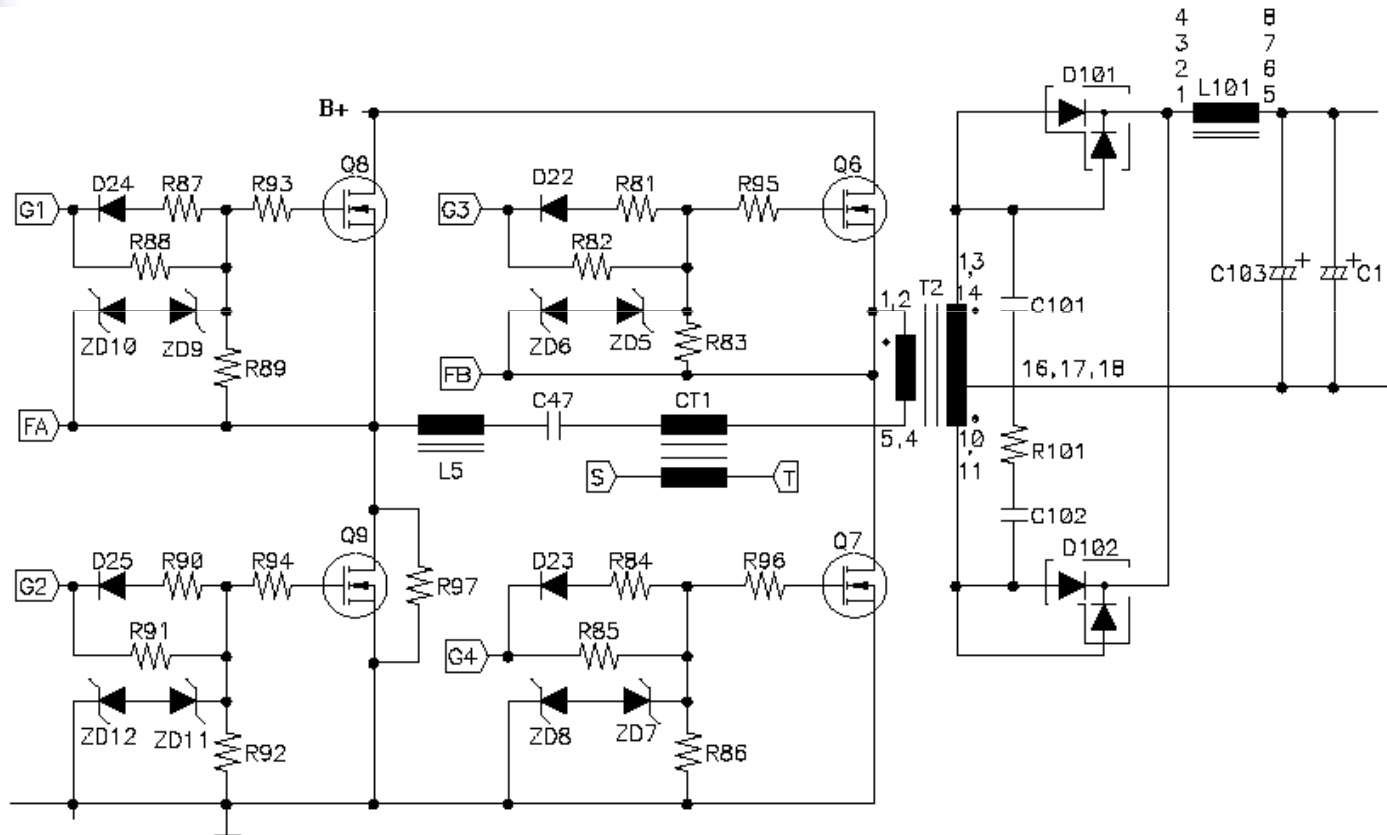 4 8
3 7
2 6
1 5
D101
L101
B+
Q8
Q6
D24 R87 R93
D22 R81 R95
G1
G3
R88
R82
C103 + + C1
1,2
T2
1,3
14
C101
ZD10 ZD9
ZD6 ZD5
R89
R83
FB
16,17,18
C47
CT1
FA
5,4
10,
11
R101
L5
S
T
C102
Q9
Q7
D102
D25 R90 R94
D23 R84 R96
R97
G2
R91
R85
G4
ZD12 ZD11
ZD8 ZD7
R92
R86